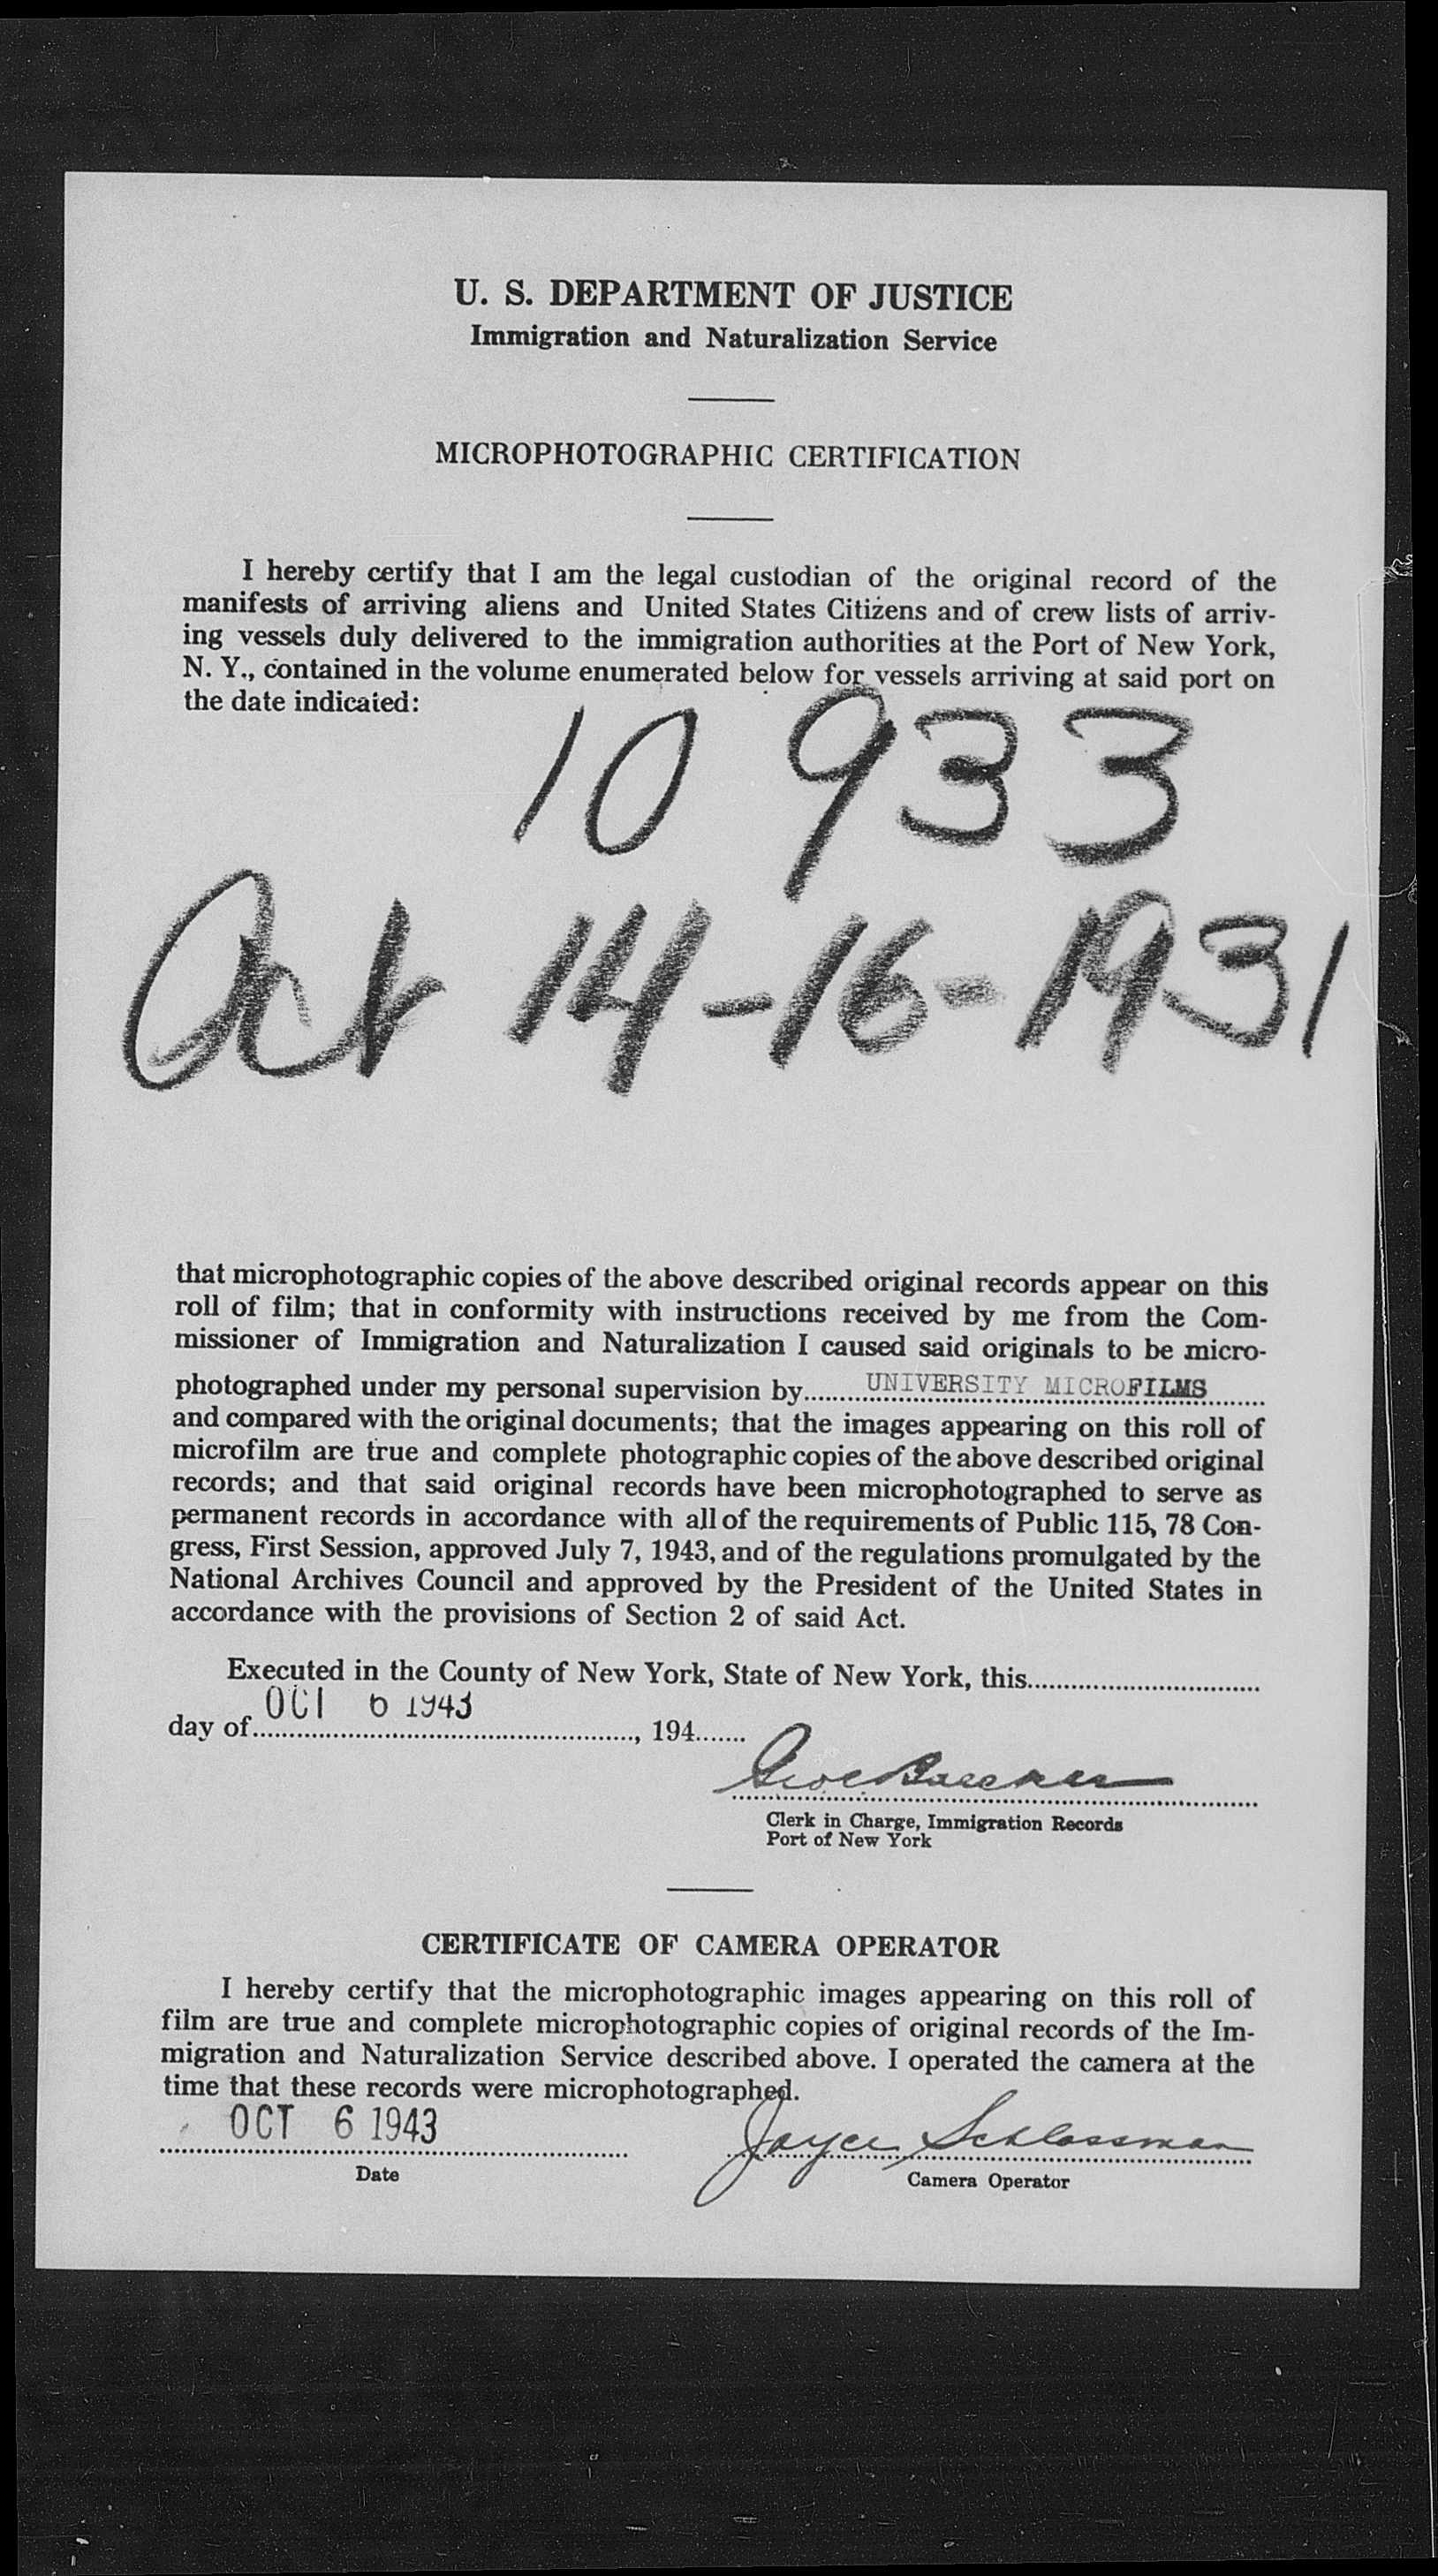 U. S. DEPARTMENT OF JUSTICE
Immigration and Naturalization Service
MICROPHOTOGRAPHIC CERTIFICATION
I hereby certify that I am the legal custodian of the original record of the
manifests of arriving aliens and United States Citizens and of crew lists of arriv-
ing vessels duly delivered to the immigration authorities at the Port of New York,
N. Y., contained in the volume enumerated below for vessels arriving at said port on
the date indicated:
10 933
Oct 14-16-1931
that microphotographic copies of the above described original records appear on this
roll of film; that in conformity with instructions received by me from the Com-
missioner of Immigration and Naturalization I caused said originals to be micro-
photographed under my personal supervision by UNIVERSITY MICROFILMS
and compared with the original documents; that the images appearing on this roll of
microfilm are true and complete photographic copies of the above described original
records; and that said original records have been microphotographed to serve as
permanent records in accordance with all of the requirements of Public 115, 78 Con-
gress, First Session, approved July 7, 1943, and of the regulations promulgated by the
National Archives Council and approved by the President of the United States in
accordance with the provisions of Section 2 of said Act.
Executed in the County of New York, State of New York, this
OCT 6 1943
day of , 194
Clerk in Charge, Immigration Records
Port of New York
CERTIFICATE OF CAMERA OPERATOR
I hereby certify that the microphotographic images appearing on this roll of
film are true and complete microphotographic copies of original records of the Im-
migration and Naturalization Service described above. I operated the camera at the
time that these records were microphotographed.
OCT 6 1943 Joyce Schlossman
Date Camera Operator